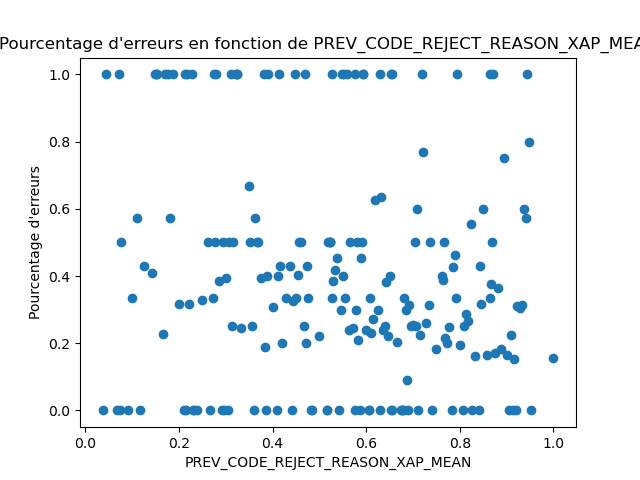 Pourcentage d'erreurs en fonction de PREV_CODE_REJECT_REASON_XAP_MEA
1.0
0.8
0.6
0.4
0.2
0.0
Pourcentage d'erreurs
0.0 0.2 0.4 0.6 0.8 1.0
PREV_CODE_REJECT_REASON_XAP_MEAN